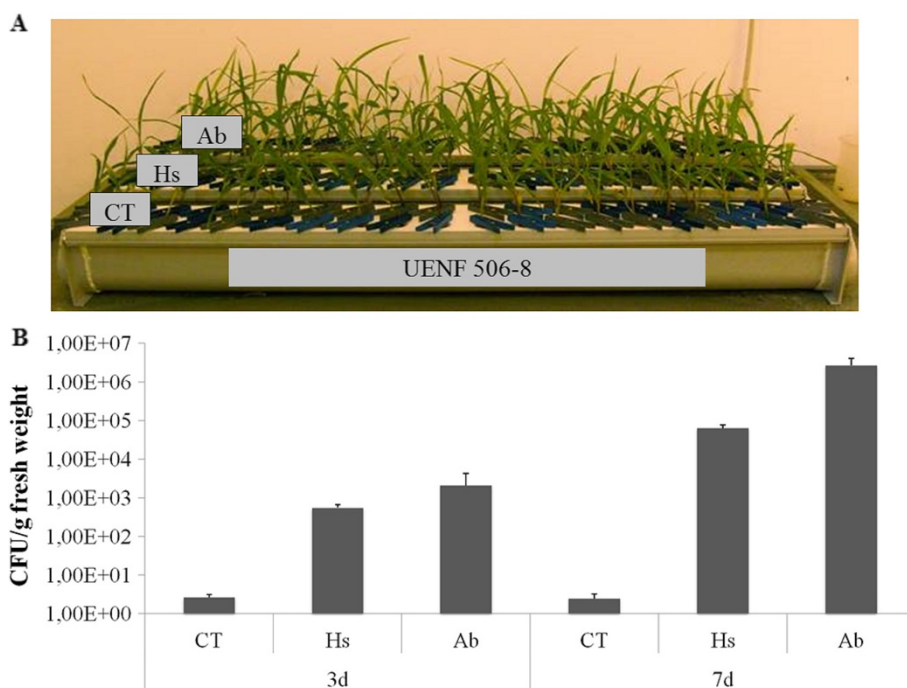 A
Ab
Hs
CT
UENF 506-8
B
CFU/g fresh weight
1,00E+07
1,00E+06
1,00E+05
1,00E+04
1,00E+03
1,00E+02
1,00E+01
1,00E+00
CT Hs Ab CT Hs Ab
3d 7d